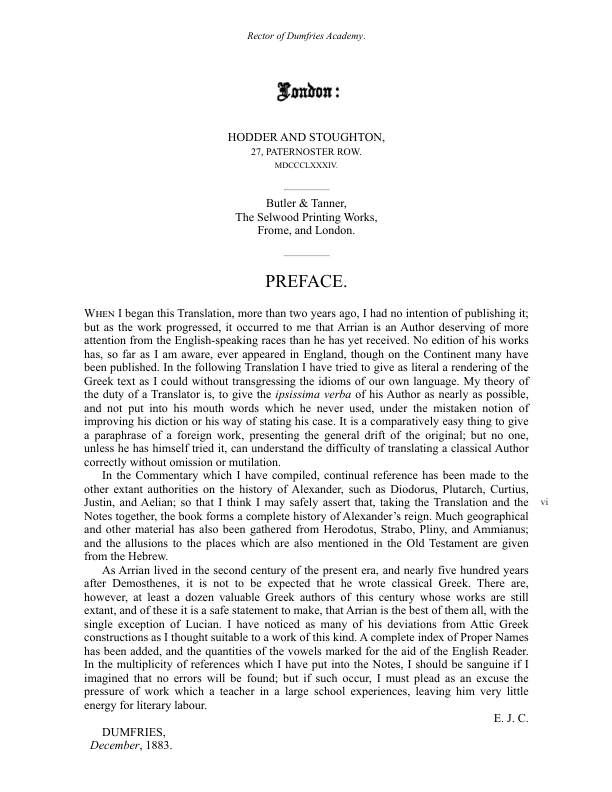 Rector of Dumfries Academy.
London:
HODDER AND STOUGHTON,
27, PATERNOSTER ROW.
MDCCCLXXXIV.
Butler & Tanner,
The Selwood Printing Works,
Frome, and London.
PREFACE.
WHEN I began this Translation, more than two years ago, I had no intention of publishing it;
but as the work progressed, it occurred to me that Arrian is an Author deserving of more
attention from the English-speaking races than he has yet received. No edition of his works
has, so far as I am aware, ever appeared in England, though on the Continent many have
been published. In the following Translation I have tried to give as literal a rendering of the
Greek text as I could without transgressing the idioms of our own language. My theory of
the duty of a Translator is, to give the ipsissima verba of his Author as nearly as possible,
and not put into his mouth words which he never used, under the mistaken notion of
improving his diction or his way of stating his case. It is a comparatively easy thing to give
a paraphrase of a foreign work, presenting the general drift of the original; but no one,
unless he has himself tried it, can understand the difficulty of translating a classical Author
correctly without omission or mutilation.
In the Commentary which I have compiled, continual reference has been made to the
other extant authorities on the history of Alexander, such as Diodorus, Plutarch, Curtius,
Justin, and Aelian; so that I think I may safely assert that, taking the Translation and the vi
Notes together, the book forms a complete history of Alexander’s reign. Much geographical
and other material has also been gathered from Herodotus, Strabo, Pliny, and Ammianus;
and the allusions to the places which are also mentioned in the Old Testament are given
from the Hebrew.
As Arrian lived in the second century of the present era, and nearly five hundred years
after Demosthenes, it is not to be expected that he wrote classical Greek. There are,
however, at least a dozen valuable Greek authors of this century whose works are still
extant, and of these it is a safe statement to make, that Arrian is the best of them all, with the
single exception of Lucian. I have noticed as many of his deviations from Attic Greek
constructions as I thought suitable to a work of this kind. A complete index of Proper Names
has been added, and the quantities of the vowels marked for the aid of the English Reader.
In the multiplicity of references which I have put into the Notes, I should be sanguine if I
imagined that no errors will be found; but if such occur, I must plead as an excuse the
pressure of work which a teacher in a large school experiences, leaving him very little
energy for literary labour.
E. J. C.
DUMFRIES,
December, 1883.